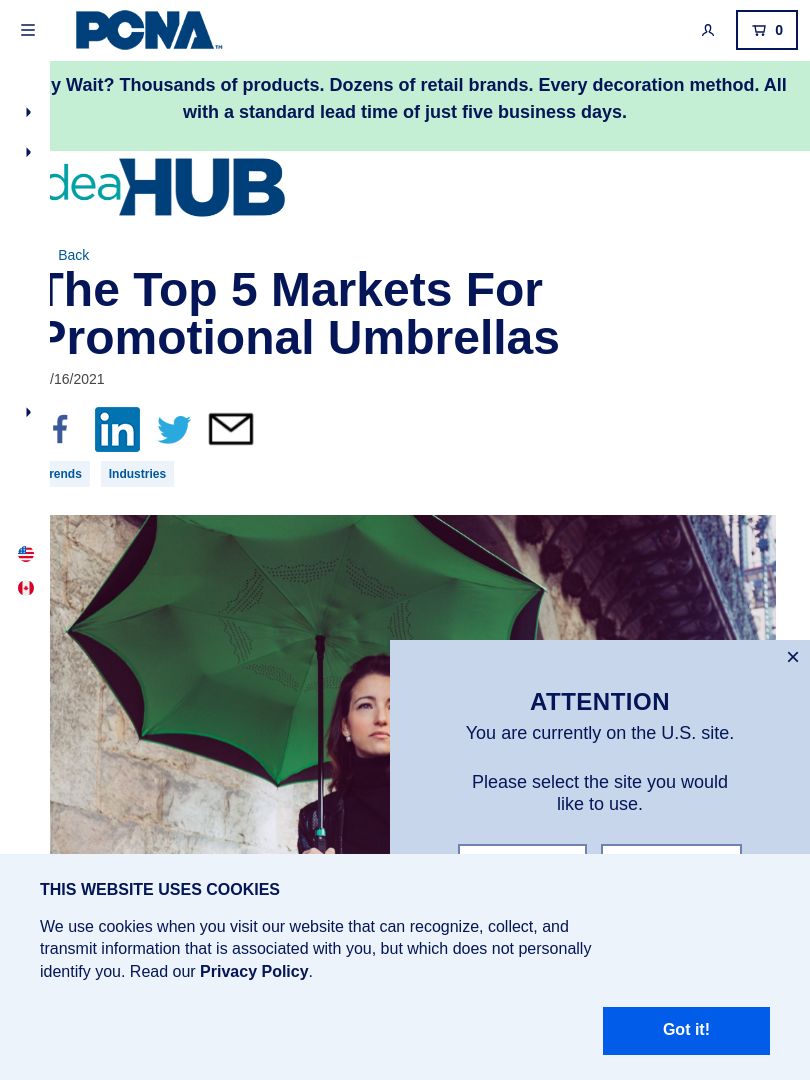 PCNA™
0
y Wait? Thousands of products. Dozens of retail brands. Every decoration method. All
with a standard lead time of just five business days.
deaHUB
Back
The Top 5 Markets For
Promotional Umbrellas
/16/2021
rends
Industries
ATTENTION
You are currently on the U.S. site.
Please select the site you would
like to use.
THIS WEBSITE USES COOKIES
We use cookies when you visit our website that can recognize, collect, and
transmit information that is associated with you, but which does not personally
identify you. Read our Privacy Policy.
Got it!